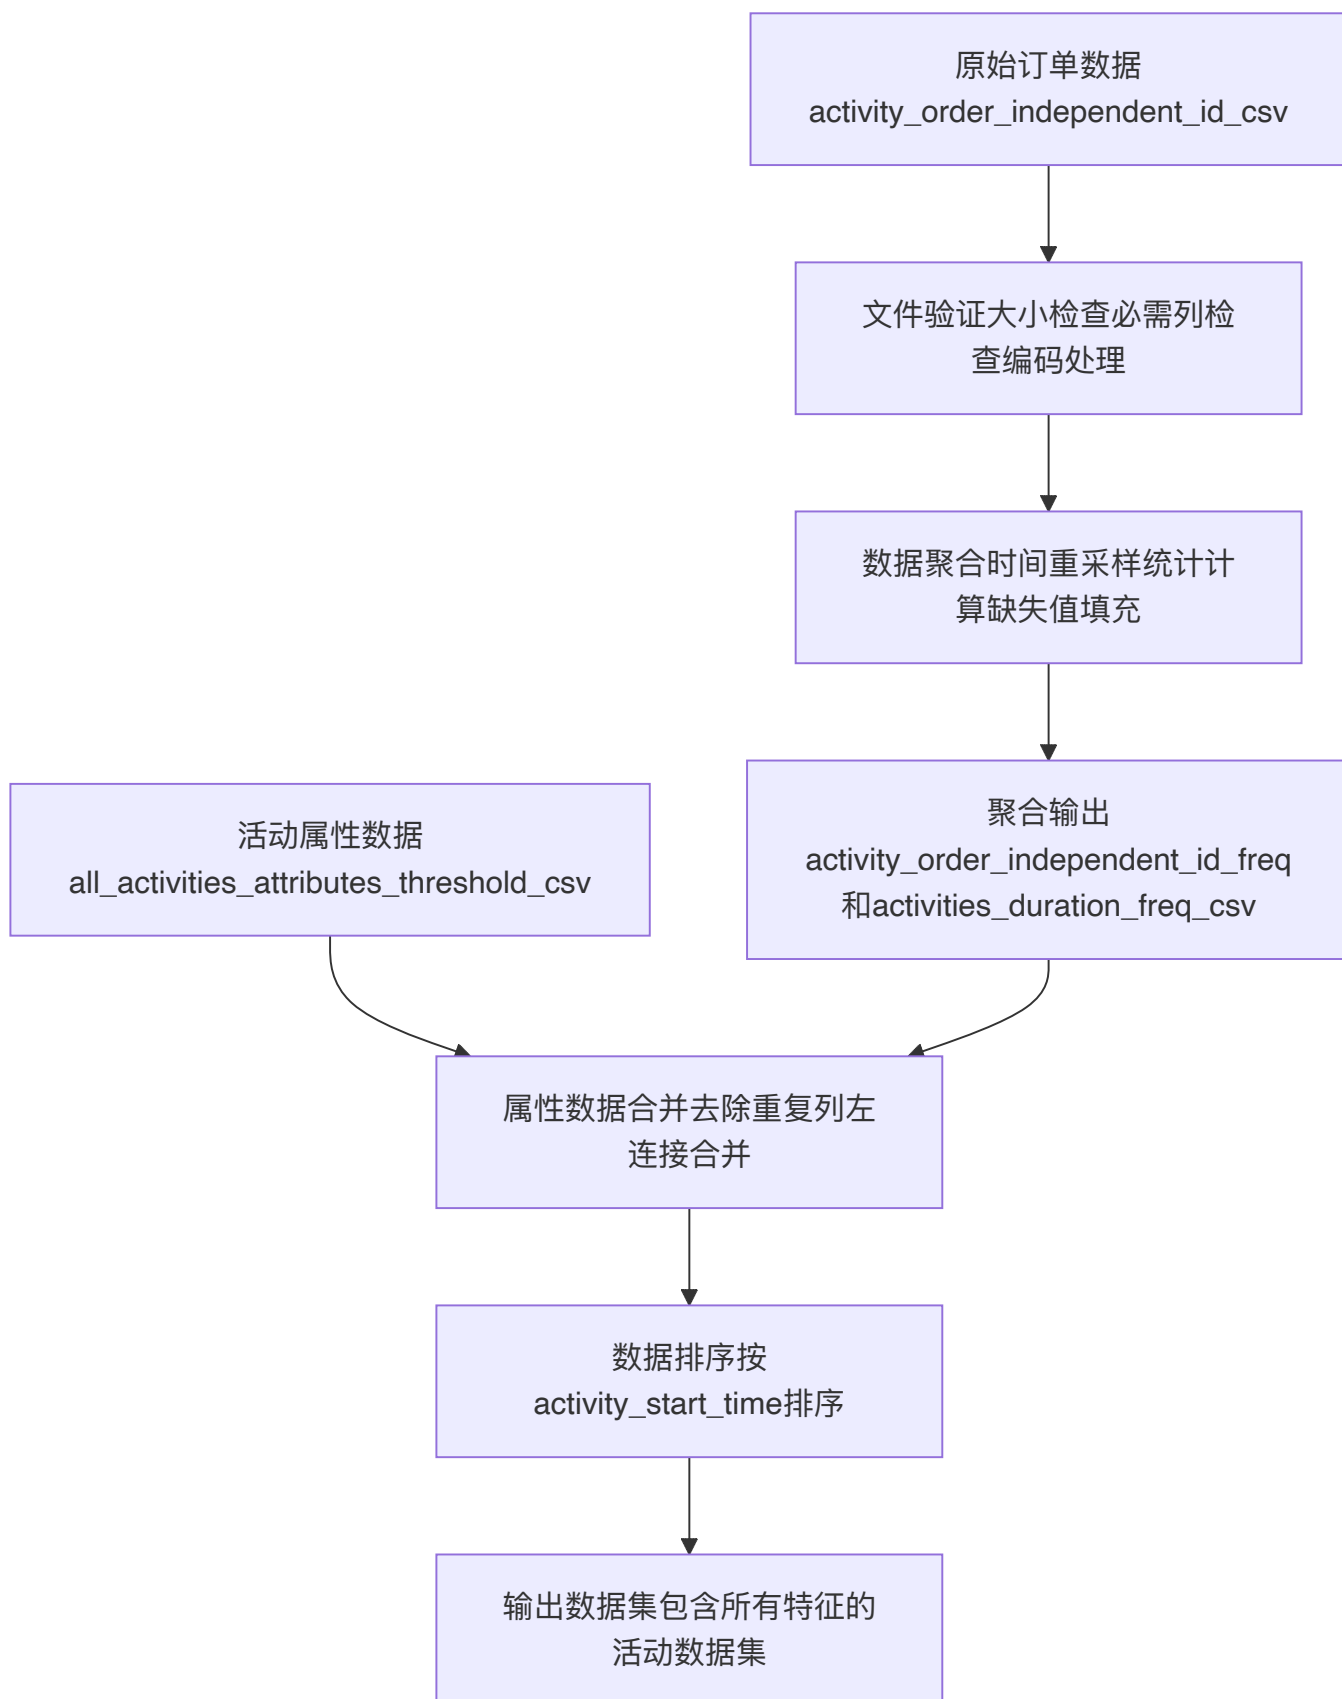 原始订单数据
activity_order_independent_id_csv
文件验证大小检查必需列检
查编码处理
数据聚合时间重采样统计计
算缺失值填充
活动属性数据
all_activities_attributes_threshold_csv
聚合输出
activity_order_independent_id_freq
和activities_duration_freq_csv
属性数据合并去除重复列左
连接合并
数据排序按
activity_start_time排序
输出数据集包含所有特征的
活动数据集